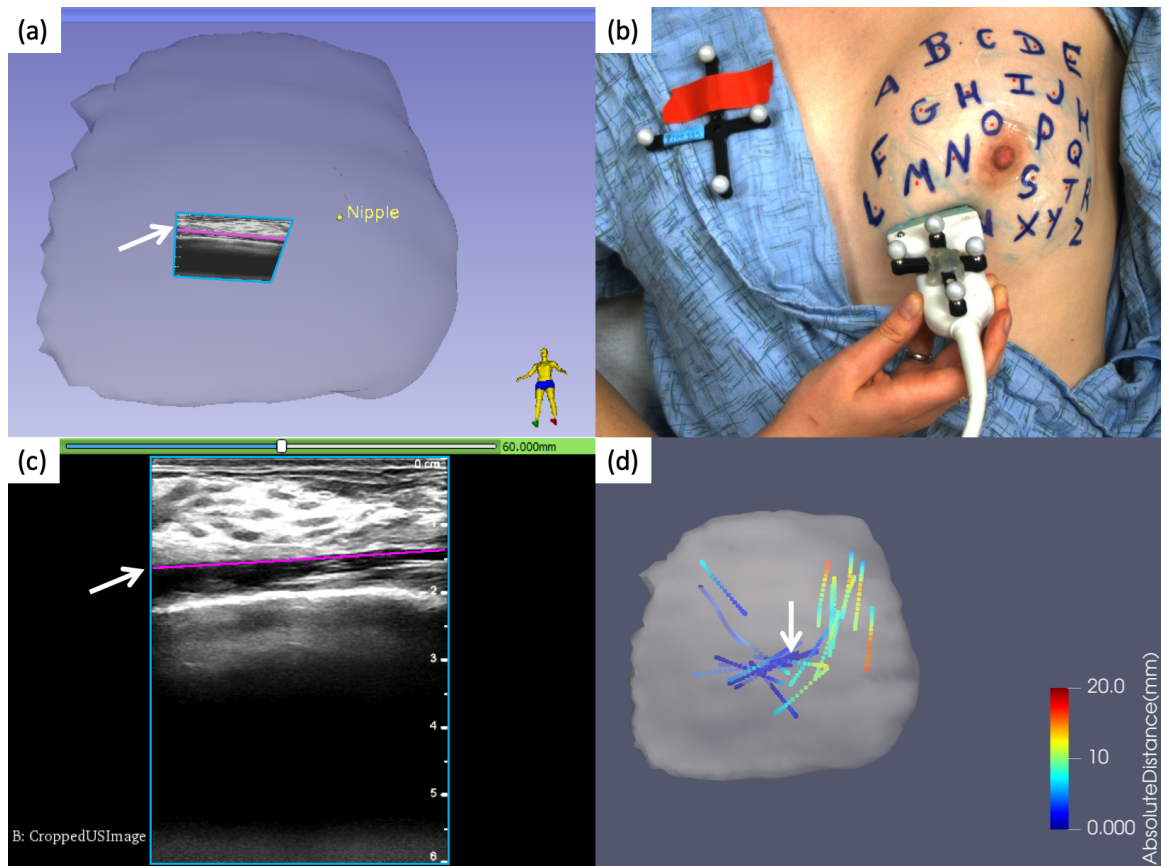 (a)
Nipple
(b)
A B C D E
F G H I J K
L M N O P Q
S T R
X Y Z
(c)
60.000mm
0 cm
1
2
3
4
5
6
B: CroppedUSImage
(d)
20.0
10
0.000
AbsoluteDistance(mm)